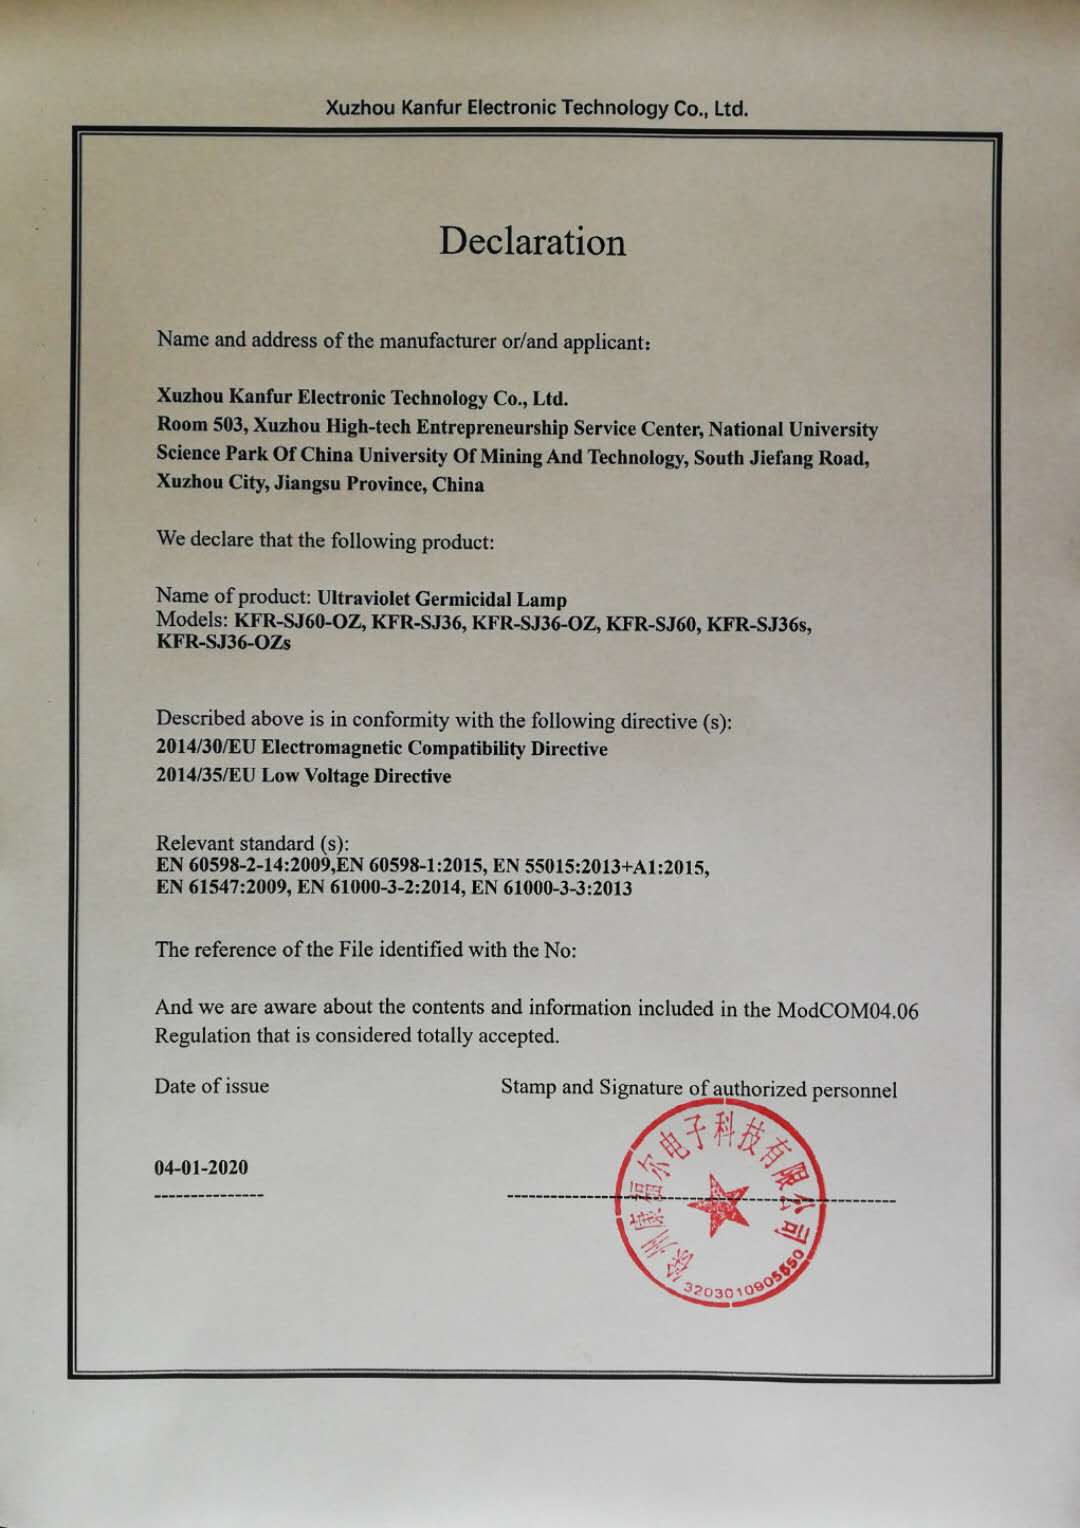 Xuzhou Kanfur Electronic Technology Co., Ltd.
Declaration
Name and address of the manufacturer or/and applicant:
Xuzhou Kanfur Electronic Technology Co., Ltd.
Room 503, Xuzhou High-tech Entrepreneurship Service Center, National University
Science Park Of China University Of Mining And Technology, South Jiefang Road,
Xuzhou City, Jiangsu Province, China
We declare that the following product:
Name of product: Ultraviolet Germicidal Lamp
Models: KFR-SJ60-OZ, KFR-SJ36, KFR-SJ36-OZ, KFR-SJ60, KFR-SJ36s,
KFR-SJ36-OZs
Described above is in conformity with the following directive (s):
2014/30/EU Electromagnetic Compatibility Directive
2014/35/EU Low Voltage Directive
Relevant standard (s):
EN 60598-2-14:2009,EN 60598-1:2015, EN 55015:2013+A1:2015,
EN 61547:2009, EN 61000-3-2:2014, EN 61000-3-3:2013
The reference of the File identified with the No:
And we are aware about the contents and information included in the ModCOM04.06
Regulation that is considered totally accepted.
Date of issue
Stamp and Signature of authorized personnel
04-01-2020
徐州康福尔电子科技有限公司